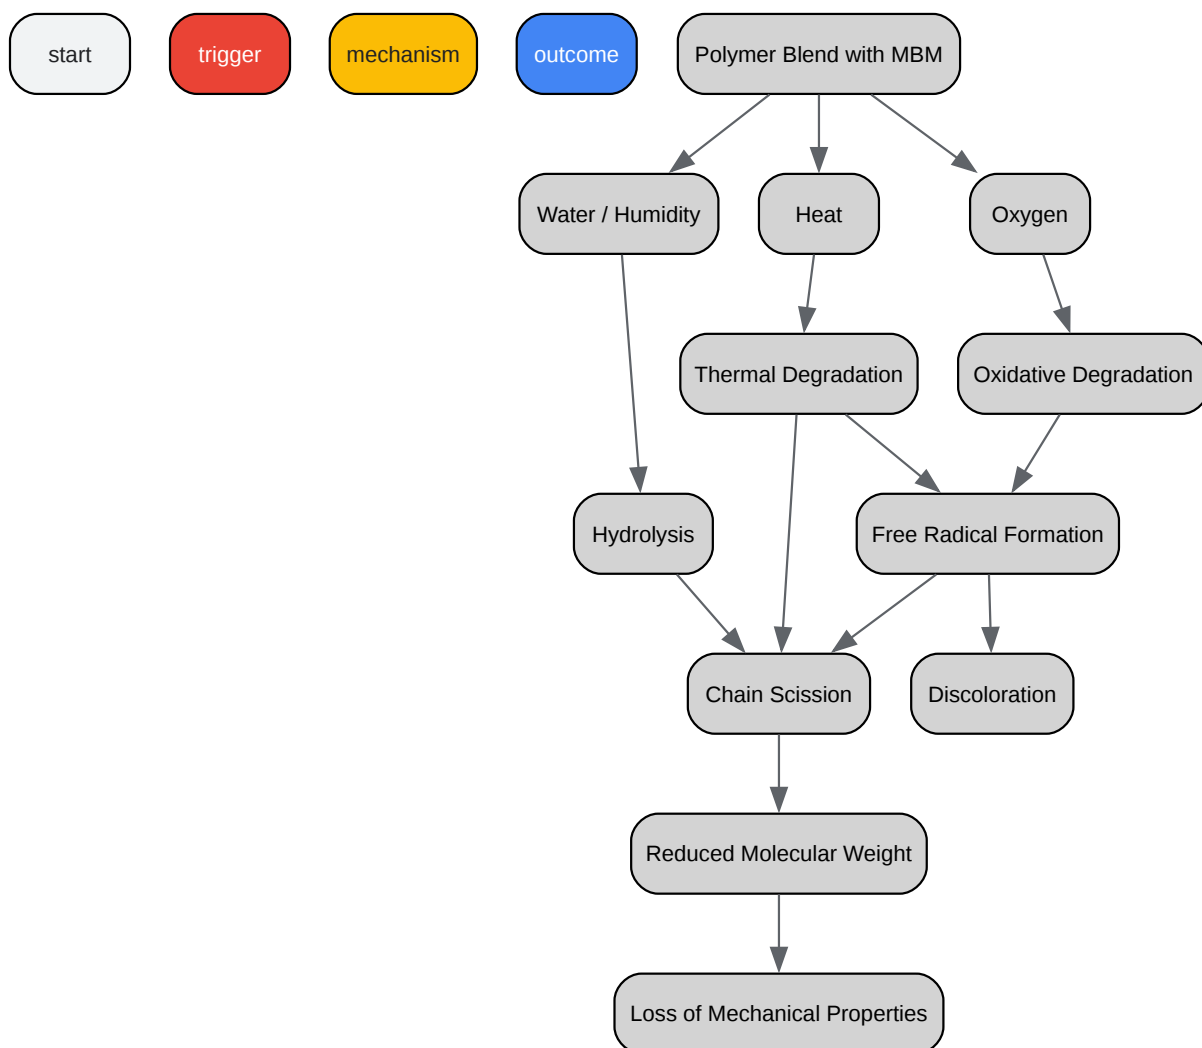 start
trigger
mechanism
outcome
Polymer Blend with MBM
Water / Humidity
Heat
Oxygen
Thermal Degradation
Oxidative Degradation
Hydrolysis
Free Radical Formation
Chain Scission
Discoloration
Reduced Molecular Weight
Loss of Mechanical Properties